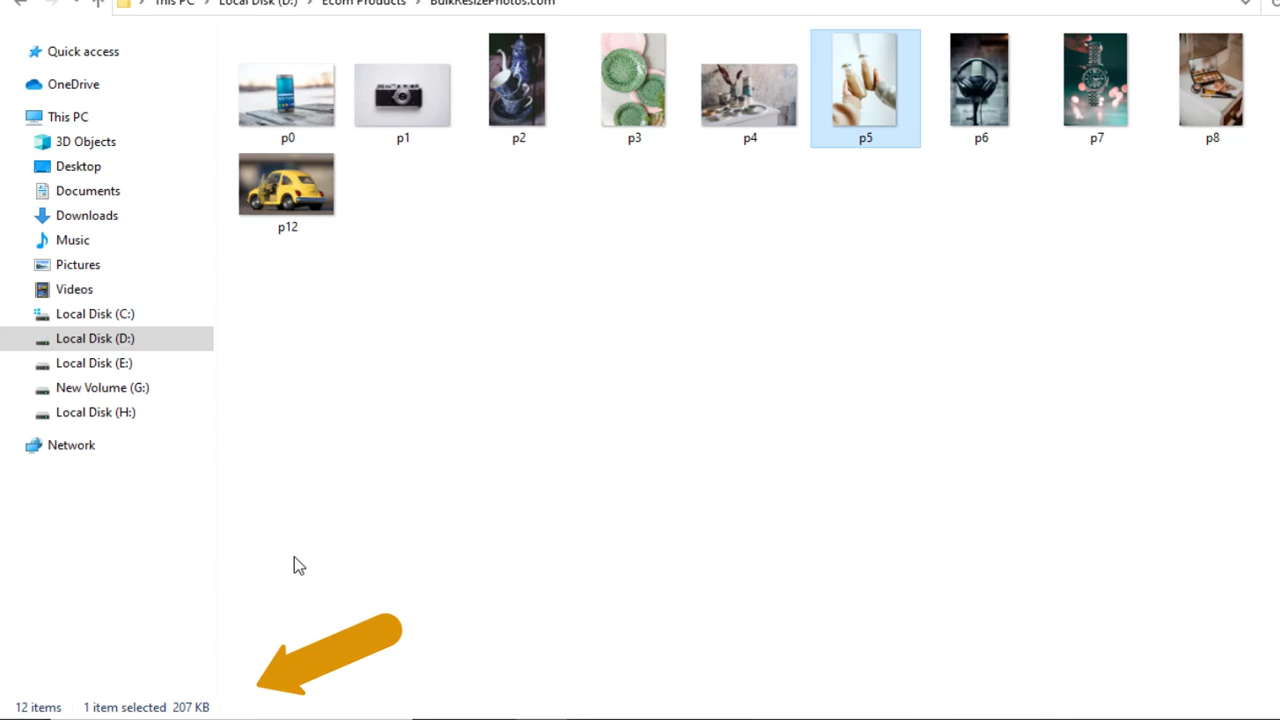 This PC > Local Disk (D:) > Ecom Products > BulkResizePhotos.com
Quick access
OneDrive
This PC
3D Objects
Desktop
Documents
Downloads
Music
Pictures
Videos
Local Disk (C:)
Local Disk (D:)
Local Disk (E:)
New Volume (G:)
Local Disk (H:)
Network
p0 p1 p2 p3 p4 p5 p6 p7 p8
p12
12 items 1 item selected 207 KB